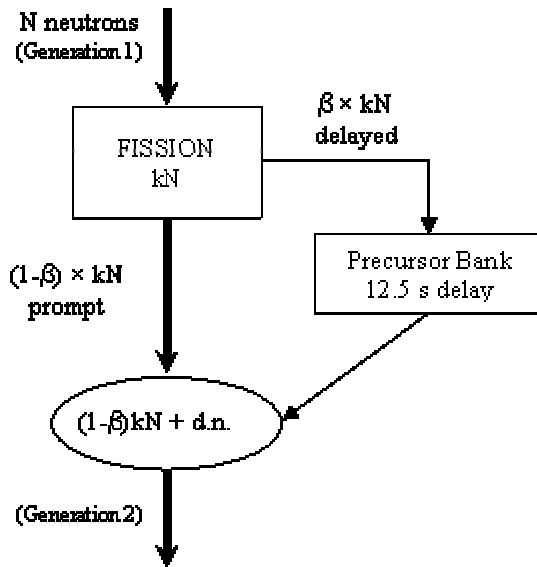 N neutrons
(Generation 1)
FISSION
kN
β × kN
delayed
(1-β) × kN
prompt
Precursor Bank
12.5 s delay
(1-β)kN + d.n.
(Generation 2)